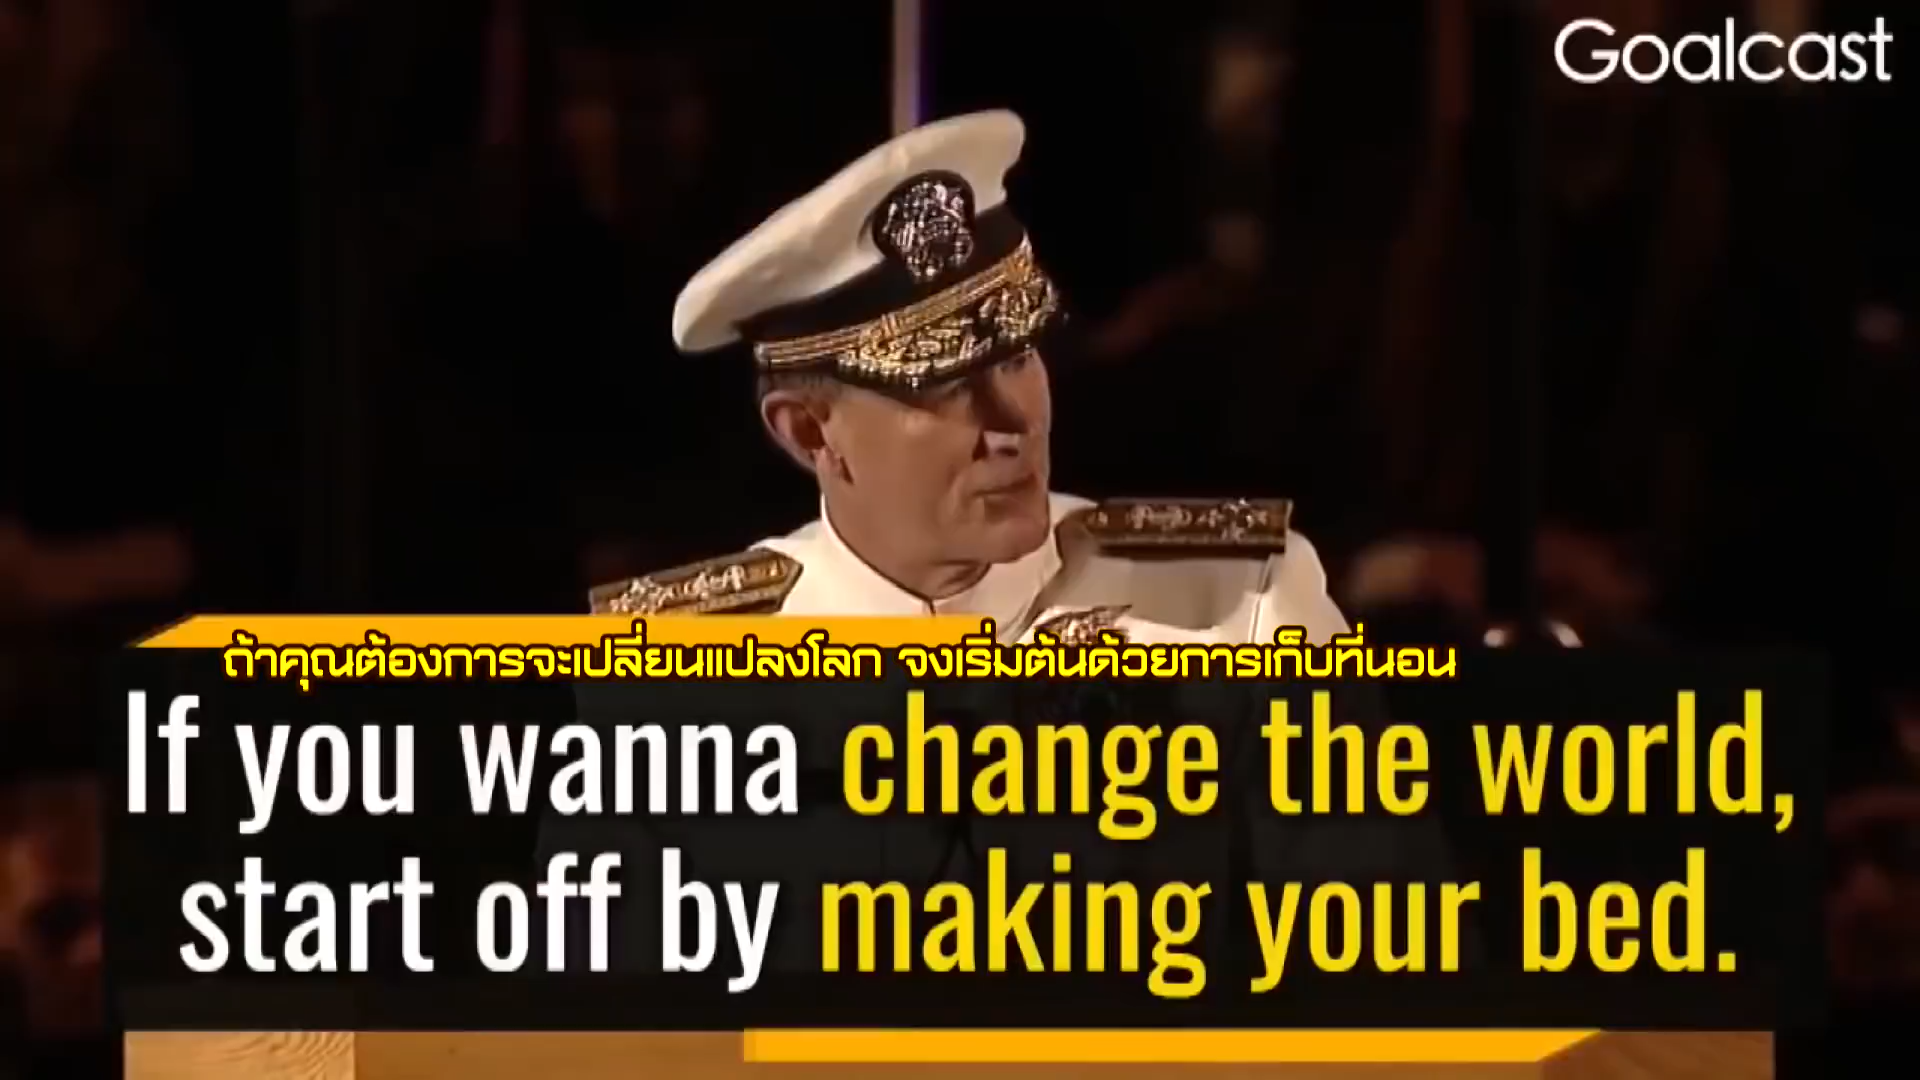 Goalcast
ถ้าคุณต้องการจะเปลี่ยนแปลงโลก จงเริ่มต้นด้วยการเก็บที่นอน
If you wanna change the world,
start off by making your bed.